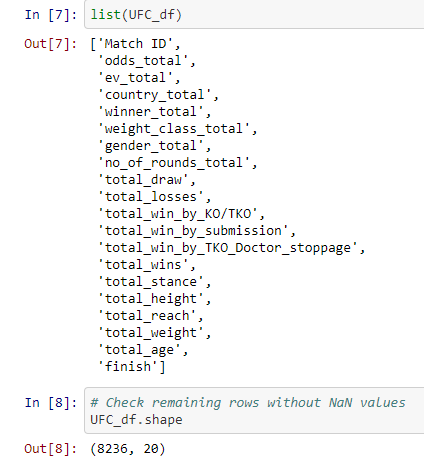 In [7]: list(UFC_df)
Out[7]: ['Match ID',
'odds_total',
'ev_total',
'country_total',
'winner_total',
'weight_class_total',
'gender_total',
'no_of_rounds_total',
'total_draw',
'total_losses',
'total_win_by_KO/TKO',
'total_win_by_submission',
'total_win_by_TKO_Doctor_stoppage',
'total_wins',
'total_stance',
'total_height',
'total_reach',
'total_weight',
'total_age',
'finish']
In [8]: # Check remaining rows without NaN values
UFC_df.shape
Out[8]: (8236, 20)